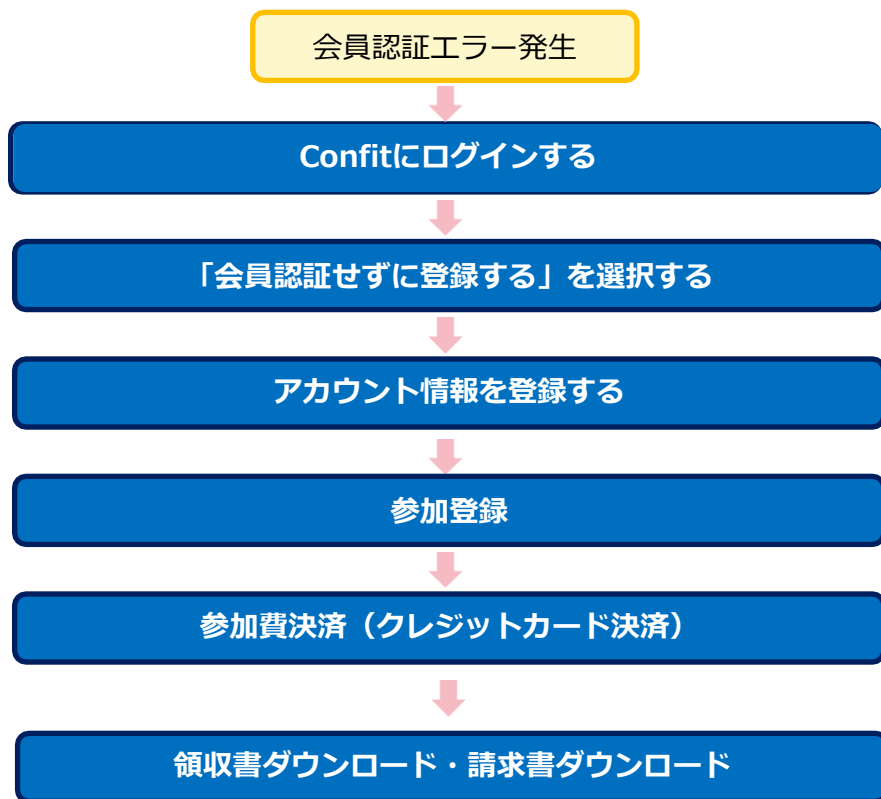 会員認証エラー発生
Confitにログインする
「会員認証せずに登録する」を選択する
アカウント情報を登録する
参加登録
参加費決済（クレジットカード決済）
領収書ダウンロード・請求書ダウンロード